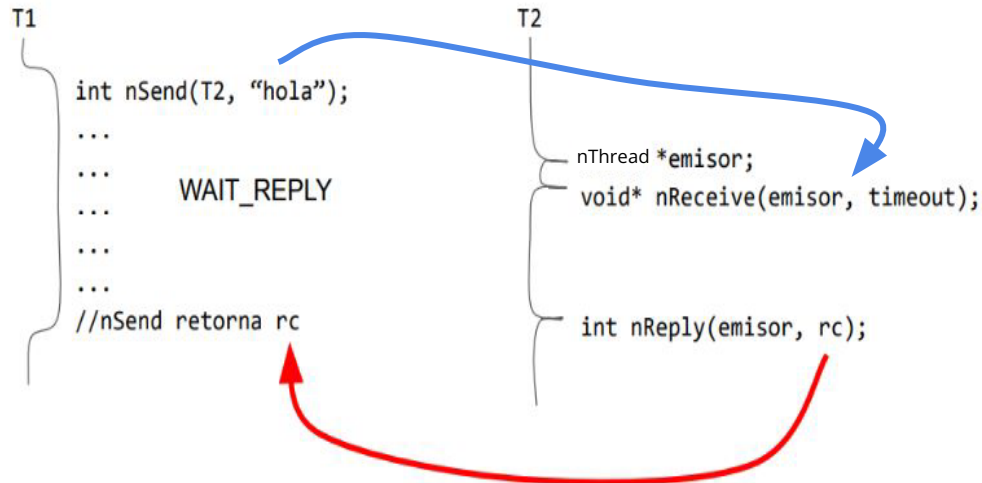 T1
int nSend(T2, “hola”);
...
...
WAIT_REPLY
...
...
...
//nSend retorna rc
T2
nThread *emisor;
void* nReceive(emisor, timeout);
int nReply(emisor, rc);